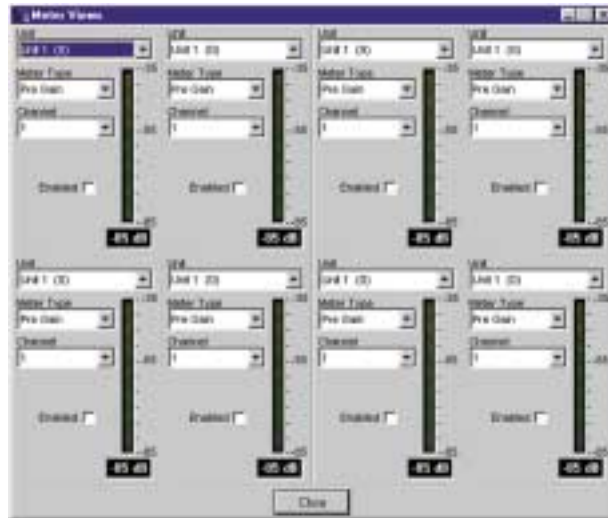 Meter Views
Unit Unit Unit Unit
Unit 1 (0) Unit 1 (0) Unit 1 (0) Unit 1 (0)
Meter Type Meter Type Meter Type Meter Type
Pre Gain Pre Gain Pre Gain Pre Gain
Channel Channel Channel Channel
1 1 1 1
Enabled Enabled Enabled Enabled
-85 dB -85 dB -85 dB -85 dB
Unit Unit Unit Unit
Unit 1 (0) Unit 1 (0) Unit 1 (0) Unit 1 (0)
Meter Type Meter Type Meter Type Meter Type
Pre Gain Pre Gain Pre Gain Pre Gain
Channel Channel Channel Channel
1 1 1 1
Enabled Enabled Enabled Enabled
-85 dB -85 dB -85 dB -85 dB
Close